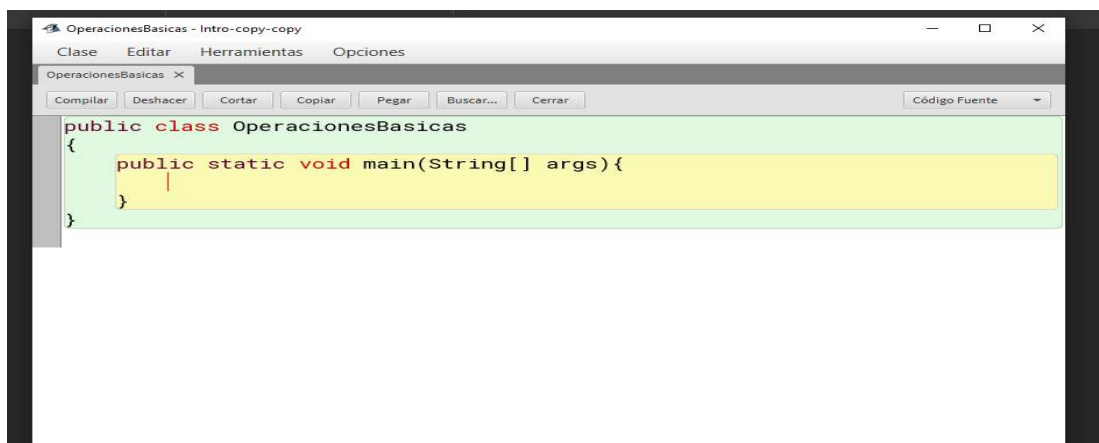 OperacionesBasicas - Intro-copy-copy
Clase Editar Herramientas Opciones
OperacionesBasicas ×
Compilar Deshacer Cortar Copiar Pegar Buscar... Cerrar Código Fuente
public class OperacionesBasicas
{
public static void main(String[] args){
}
}